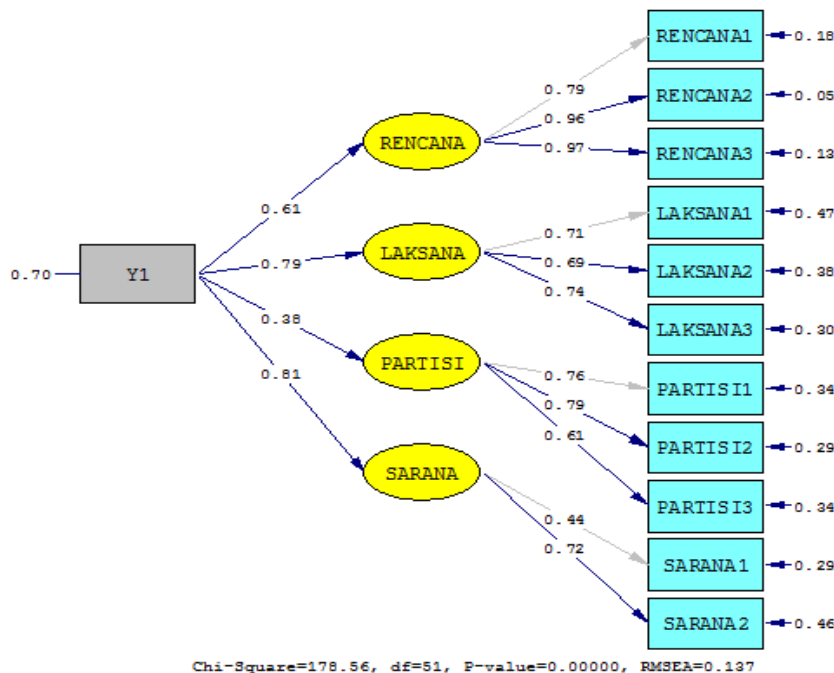 RENCANA1
0.18
0.79
RENCANA2
0.05
0.96
RENCANA
RENCANA3
0.13
0.97
0.61
LAKSANA1
0.47
0.71
LAKSANA
LAKSANA2
0.38
0.69
0.79
0.70
Y1
0.74
LAKSANA3
0.30
0.38
PARTISI
PARTISI1
0.34
0.76
0.81
0.79
PARTISI2
0.29
0.61
SARANA
PARTISI3
0.34
0.44
SARANA1
0.29
0.72
SARANA2
0.46
Chi-Square=178.56, df=51, P-value=0.00000, RMSEA=0.137